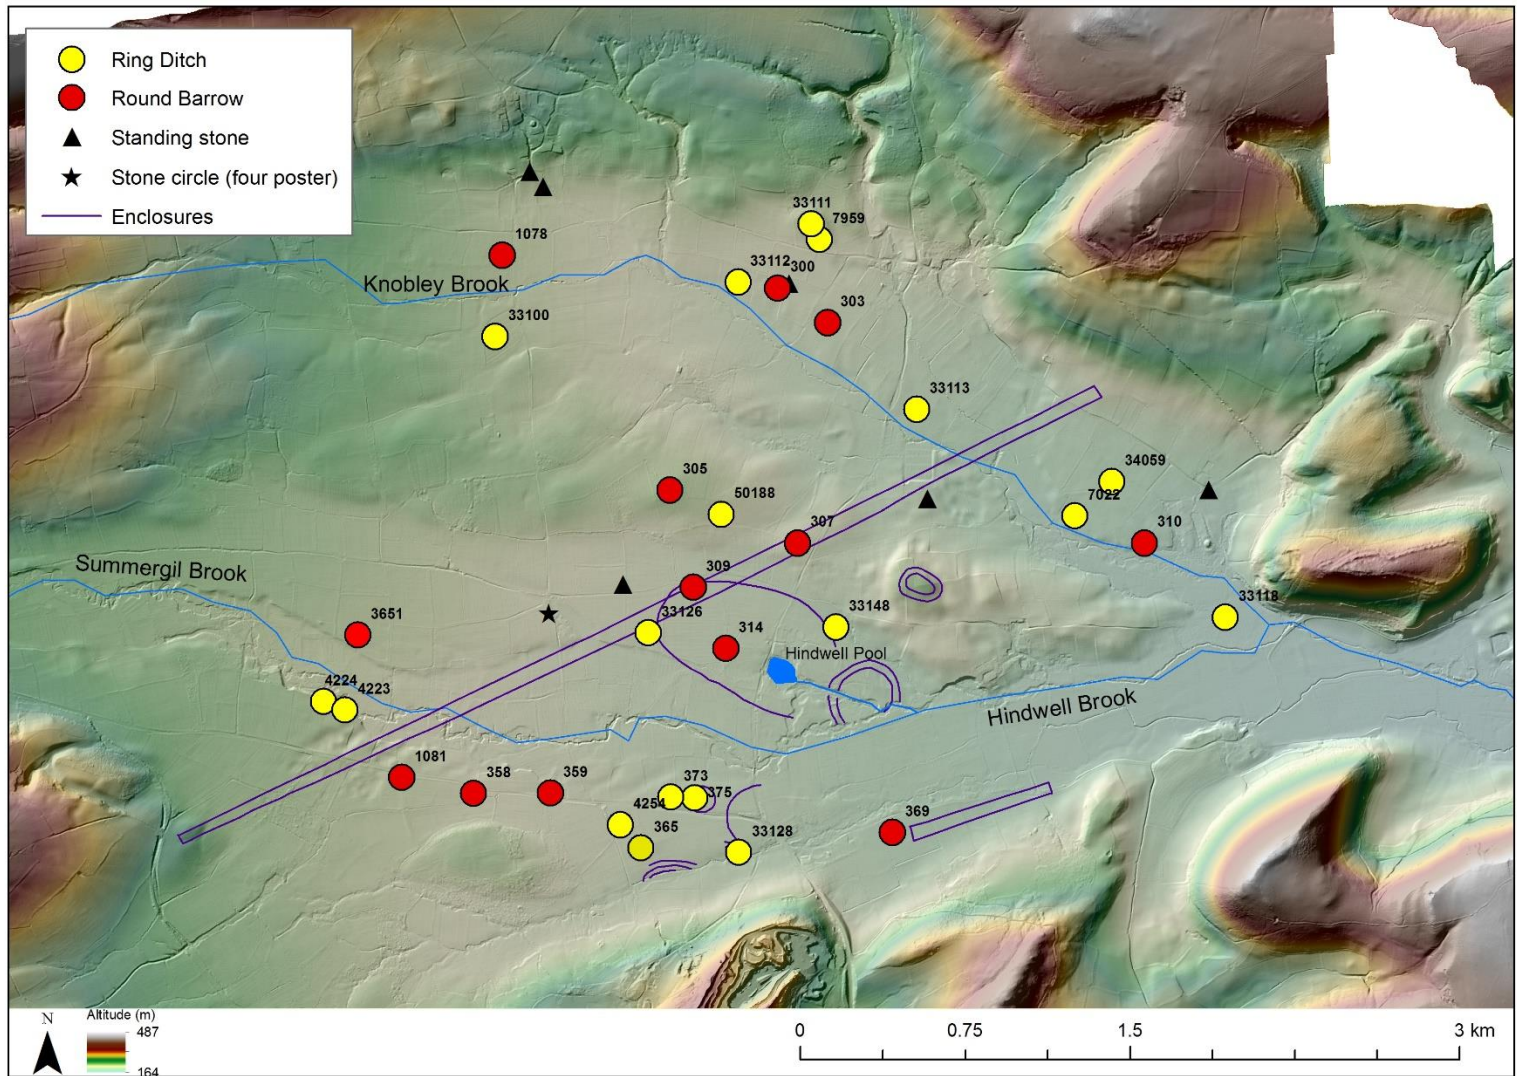 Ring Ditch
Round Barrow
Standing stone
Stone circle (four poster)
Enclosures
33111
7959
1078
33112
300
Knobley Brook
303
33100
33113
34059
305
50188
7022
307
310
Summergil Brook
309
3651
33126
33148
33118
314
Hindwell Pool
4224
4223
Hindwell Brook
1081
358
359
373
375
4254
365
33128
369
N
Altitude (m)
487
164
0 0.75 1.5 3 km